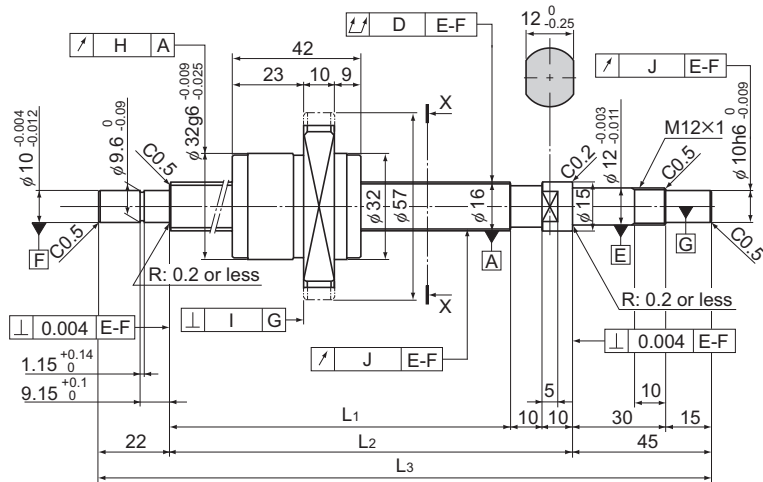 12 0 -0.25
42
23 10 9
↗ H A
⌰ D E-F
↗ J E-F
X
M12×1
φ10 -0.004 -0.012
φ9.6 0 -0.09
C0.5
φ32g6 -0.009 -0.025
φ32
φ57
φ16
C0.2
φ15
φ12 -0.003 -0.011
C0.5
φ10h6 0 -0.009
F
C0.5
A
E
G
C0.5
R: 0.2 or less
X
R: 0.2 or less
⊥ 0.004 E-F
⊥ I G
↗ J E-F
⊥ 0.004 E-F
1.15 +0.14 0
9.15 +0.1 0
5
10
L1 10 10 30 15
22 L2 45
L3